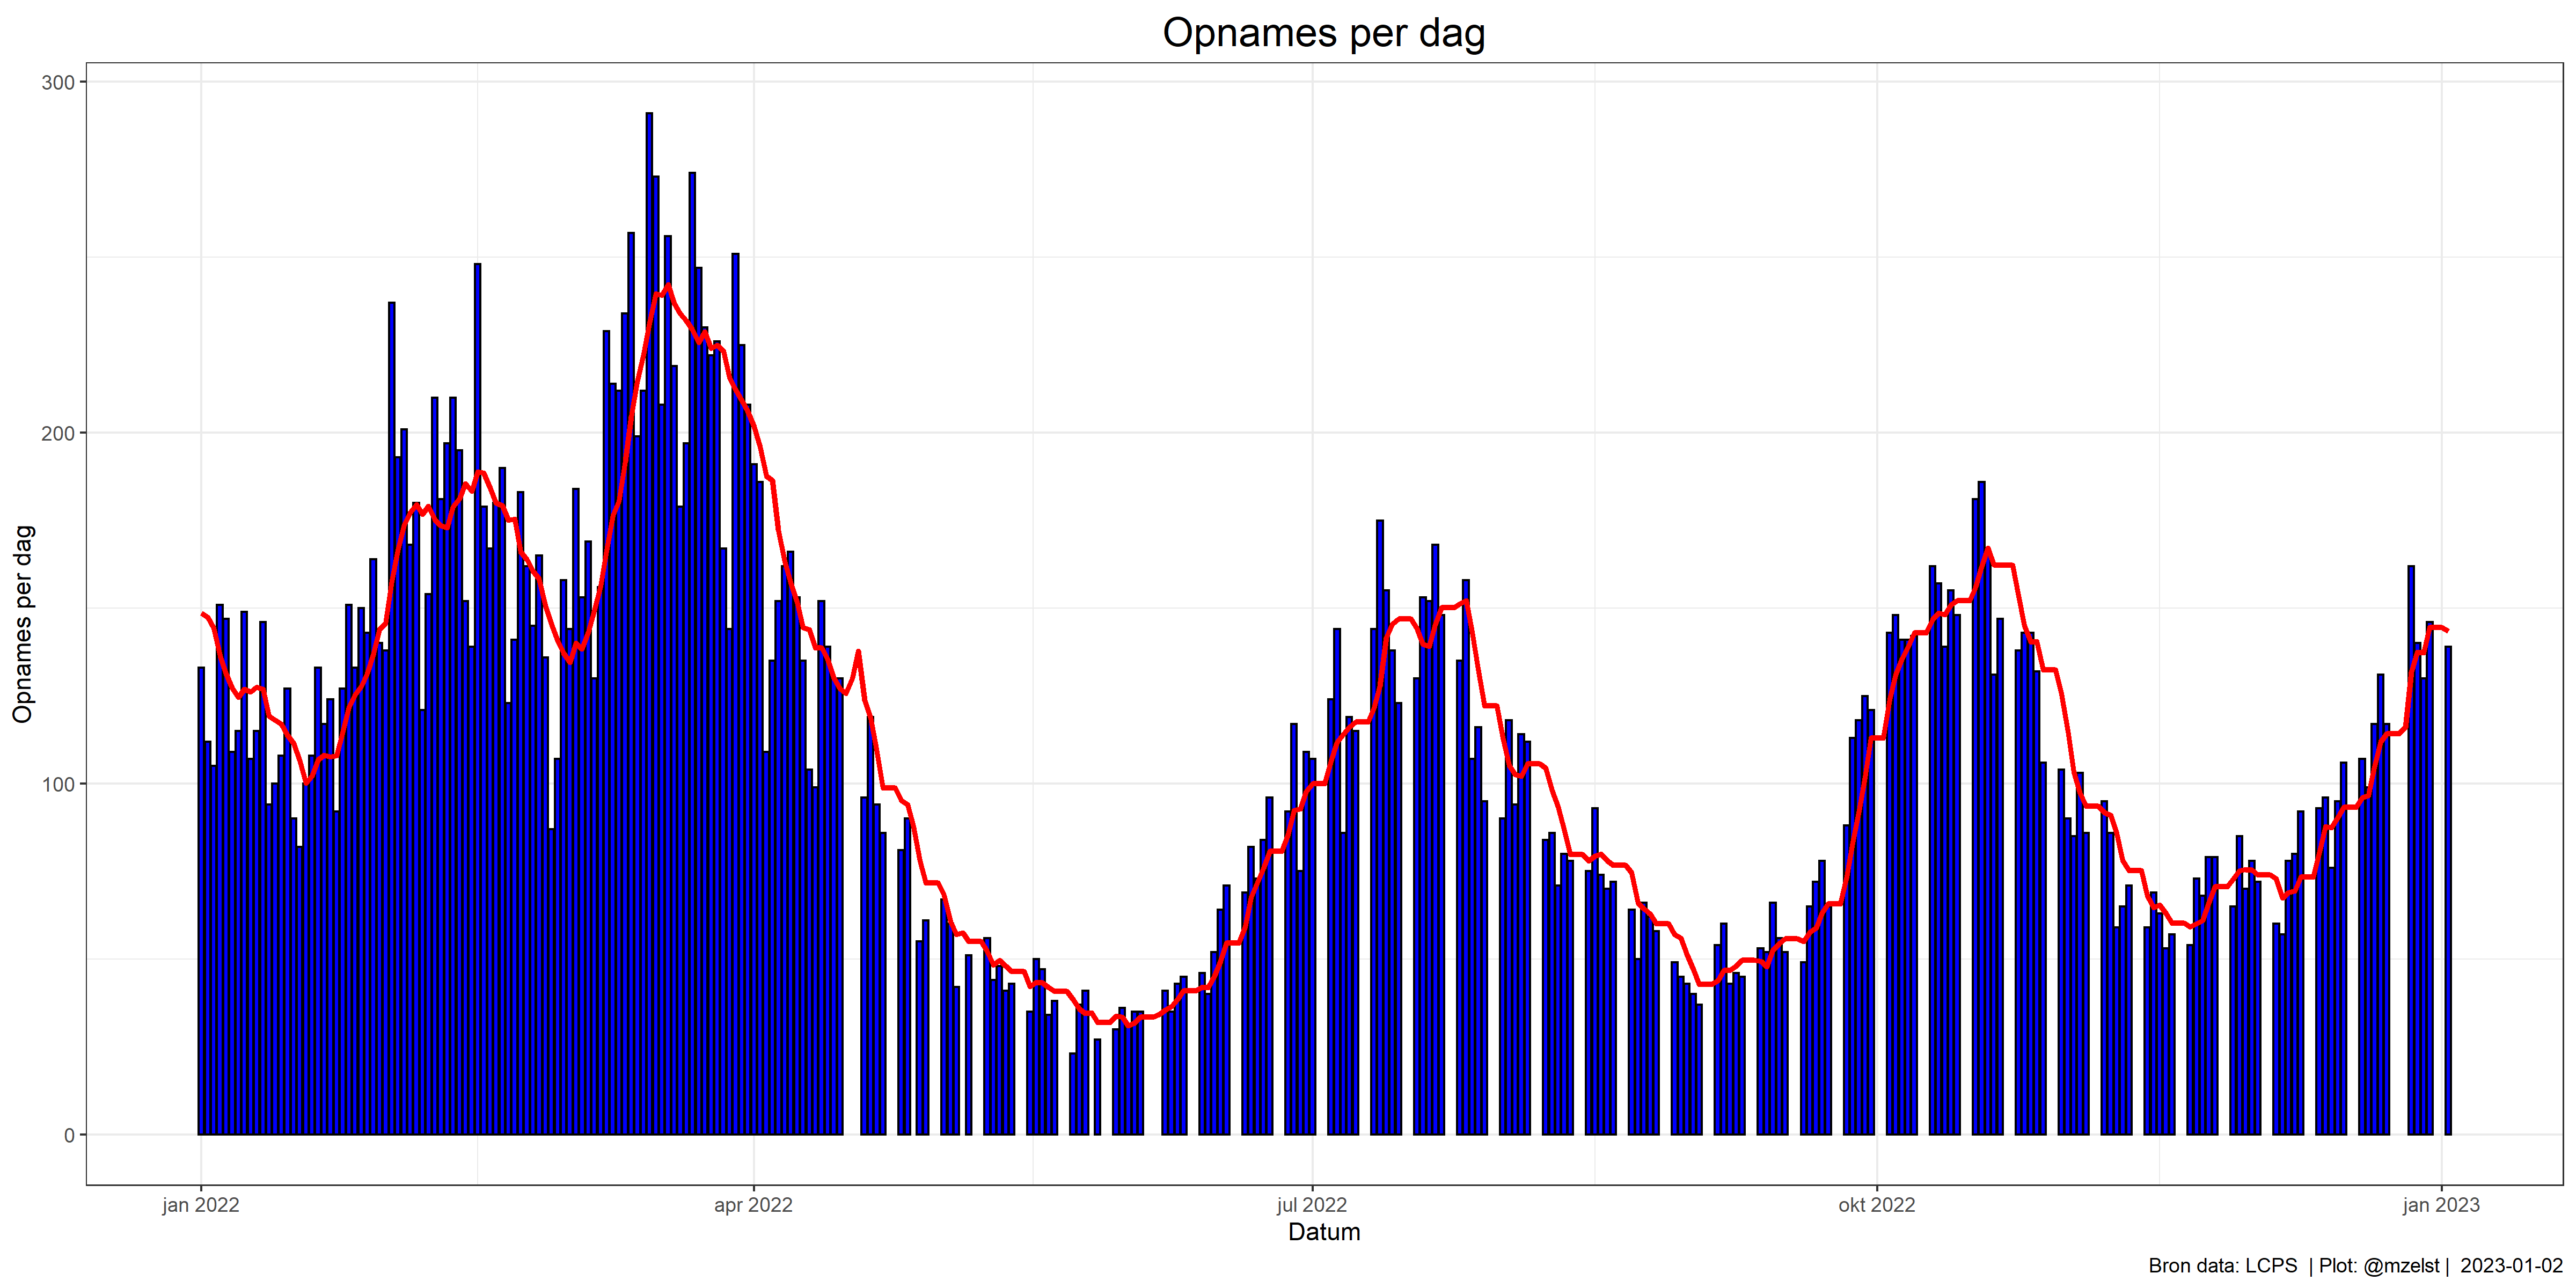 Opnames per dag
300
200
100
0
Opnames per dag
jan 2022
apr 2022
jul 2022
okt 2022
jan 2023
Datum
Bron data: LCPS | Plot: @mzelst | 2023-01-02